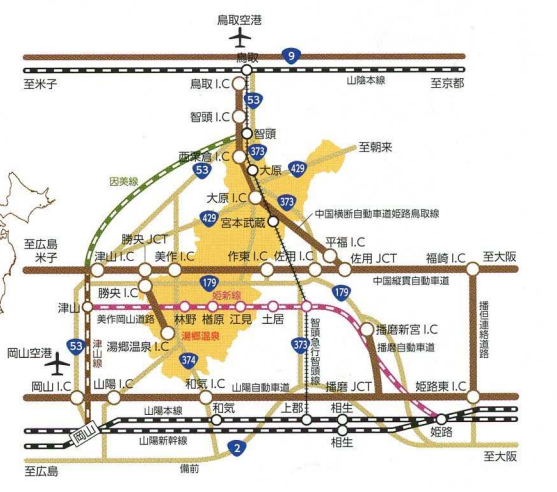 鳥取空港
鳥取
9
至米子
山陰本線
至京都
鳥取 I.C
53
智頭 I.C
智頭
西粟倉 I.C
373
至朝来
53
大原
429
因美線
大原 I.C
373
429
宮本武蔵
中国横断自動車道姫路鳥取線
至広島
米子
勝央 JCT
平福 I.C
津山 I.C
美作 I.C
作東 I.C
佐用 I.C
佐用 JCT
福崎 I.C
至大阪
179
中国縦貫自動車道
勝央 I.C
姫新線
179
津山
美作岡山道路
林野
楢原
江見
土居
播但連絡道路
湯郷温泉
智頭急行智頭線
播磨新宮 I.C
53
津山線
湯郷温泉 I.C
373
播磨自動車道
岡山空港
374
岡山 I.C
山陽 I.C
和気 I.C
山陽自動車道
播磨 JCT
姫路東 I.C
山陽本線
和気
上郡
相生
岡山
山陽新幹線
相生
姫路
2
至広島
備前
至大阪